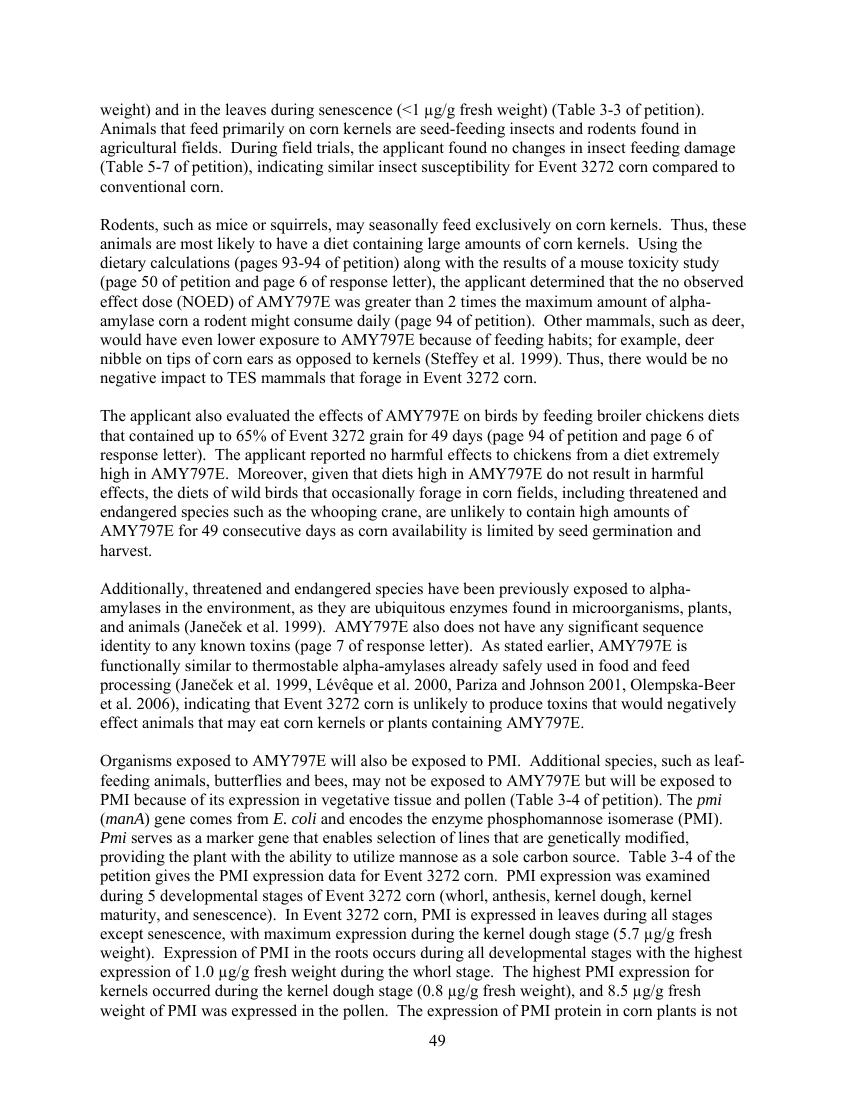 weight) and in the leaves during senescence (<1 µg/g fresh weight) (Table 3-3 of petition).
Animals that feed primarily on corn kernels are seed-feeding insects and rodents found in
agricultural fields.  During field trials, the applicant found no changes in insect feeding damage
(Table 5-7 of petition), indicating similar insect susceptibility for Event 3272 corn compared to
conventional corn.

Rodents, such as mice or squirrels, may seasonally feed exclusively on corn kernels.  Thus, these
animals are most likely to have a diet containing large amounts of corn kernels.  Using the
dietary calculations (pages 93-94 of petition) along with the results of a mouse toxicity study
(page 50 of petition and page 6 of response letter), the applicant determined that the no observed
effect dose (NOED) of AMY797E was greater than 2 times the maximum amount of alpha-
amylase corn a rodent might consume daily (page 94 of petition).  Other mammals, such as deer,
would have even lower exposure to AMY797E because of feeding habits; for example, deer
nibble on tips of corn ears as opposed to kernels (Steffey et al. 1999). Thus, there would be no
negative impact to TES mammals that forage in Event 3272 corn.

The applicant also evaluated the effects of AMY797E on birds by feeding broiler chickens diets
that contained up to 65% of Event 3272 grain for 49 days (page 94 of petition and page 6 of
response letter).  The applicant reported no harmful effects to chickens from a diet extremely
high in AMY797E.  Moreover, given that diets high in AMY797E do not result in harmful
effects, the diets of wild birds that occasionally forage in corn fields, including threatened and
endangered species such as the whooping crane, are unlikely to contain high amounts of
AMY797E for 49 consecutive days as corn availability is limited by seed germination and
harvest.

Additionally, threatened and endangered species have been previously exposed to alpha-
amylases in the environment, as they are ubiquitous enzymes found in microorganisms, plants,
and animals (Janeček et al. 1999).  AMY797E also does not have any significant sequence
identity to any known toxins (page 7 of response letter).  As stated earlier, AMY797E is
functionally similar to thermostable alpha-amylases already safely used in food and feed
processing (Janeček et al. 1999, Lévêque et al. 2000, Pariza and Johnson 2001, Olempska-Beer
et al. 2006), indicating that Event 3272 corn is unlikely to produce toxins that would negatively
effect animals that may eat corn kernels or plants containing AMY797E.

Organisms exposed to AMY797E will also be exposed to PMI.  Additional species, such as leaf-
feeding animals, butterflies and bees, may not be exposed to AMY797E but will be exposed to
PMI because of its expression in vegetative tissue and pollen (Table 3-4 of petition). The pmi
(manA) gene comes from E. coli and encodes the enzyme phosphomannose isomerase (PMI).
Pmi serves as a marker gene that enables selection of lines that are genetically modified,
providing the plant with the ability to utilize mannose as a sole carbon source.  Table 3-4 of the
petition gives the PMI expression data for Event 3272 corn.  PMI expression was examined
during 5 developmental stages of Event 3272 corn (whorl, anthesis, kernel dough, kernel
maturity, and senescence).  In Event 3272 corn, PMI is expressed in leaves during all stages
except senescence, with maximum expression during the kernel dough stage (5.7 µg/g fresh
weight).  Expression of PMI in the roots occurs during all developmental stages with the highest
expression of 1.0 µg/g fresh weight during the whorl stage.  The highest PMI expression for
kernels occurred during the kernel dough stage (0.8 µg/g fresh weight), and 8.5 µg/g fresh
weight of PMI was expressed in the pollen.  The expression of PMI protein in corn plants is not
49